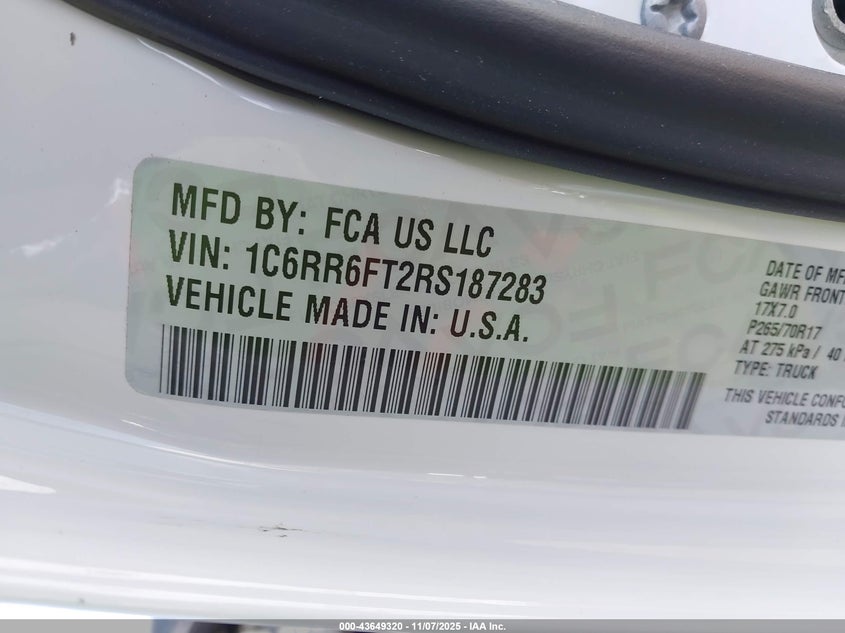 MFD BY: FCA US LLC
VIN: 1C6RR6FT2RS187283
VEHICLE MADE IN: U.S.A.
DATE OF MF
GAWR FRONT
17X7.0
P265/70R17
AT 275 kPa / 40
TYPE: TRUCK
THIS VEHICLE CONFO
STANDARDS
000-43649320 - 11/07/2025 - IAA Inc.